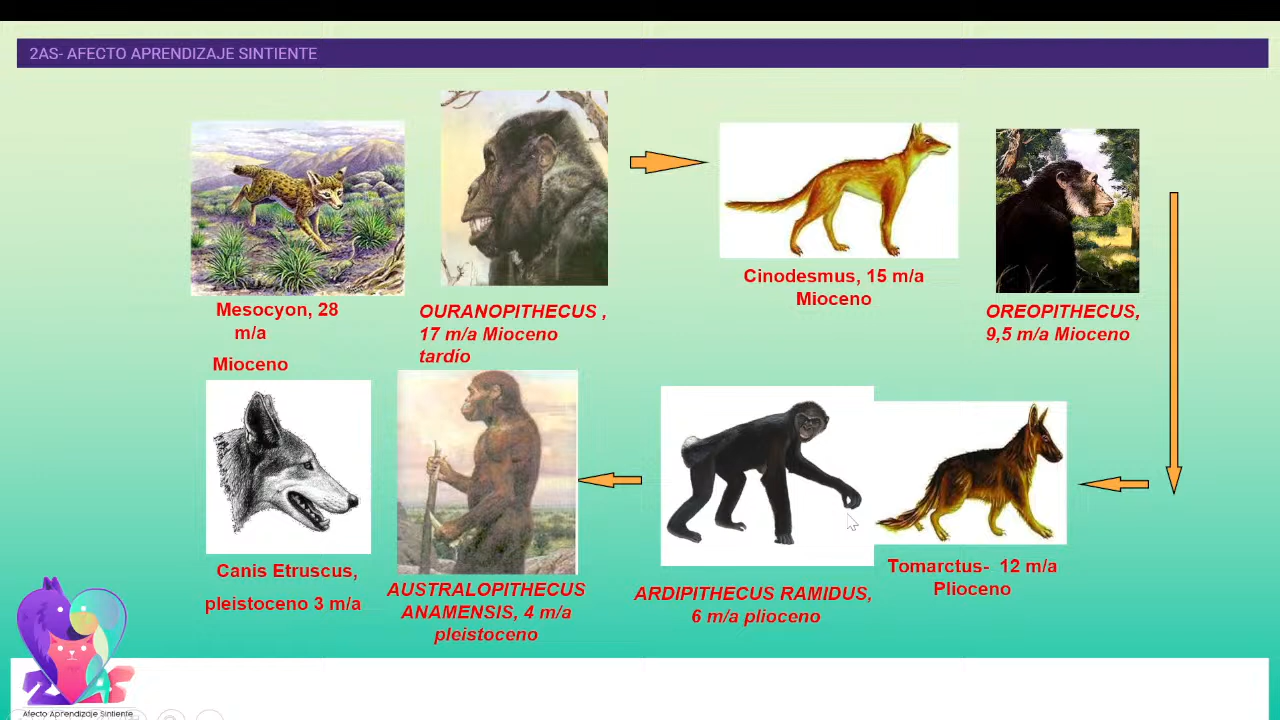 2AS- AFECTO APRENDIZAJE SINTIENTE
Mesocyon, 28
m/a
Mioceno
OURANOPITHECUS ,
17 m/a Mioceno
tardío
Cinodesmus, 15 m/a
Mioceno
OREOPITHECUS,
9,5 m/a Mioceno
Canis Etruscus,
pleistoceno 3 m/a
AUSTRALOPITHECUS
ANAMENSIS, 4 m/a
pleistoceno
ARDIPITHECUS RAMIDUS,
6 m/a plioceno
Tomarctus- 12 m/a
Plioceno
2AS
Afecto Aprendizaje Sintiente